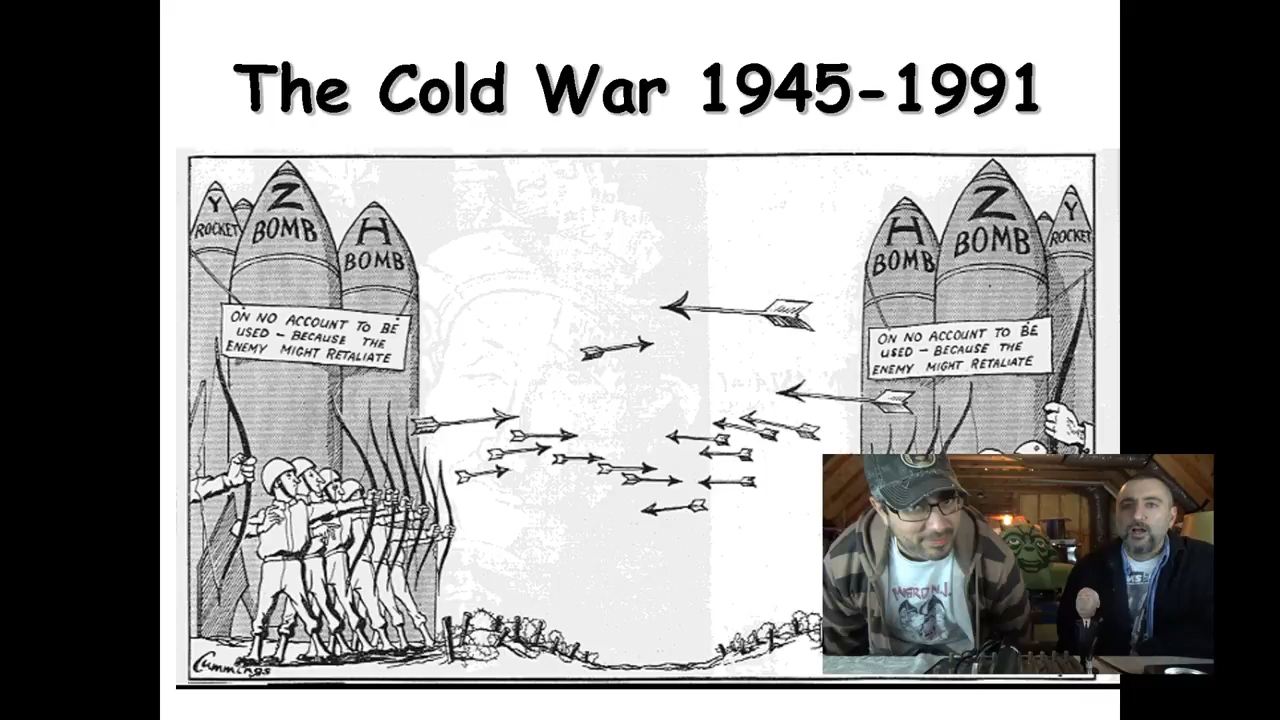 The Cold War 1945-1991
Y
ROCKET
Z
BOMB
H
BOMB
ON NO ACCOUNT TO BE
USED – BECAUSE THE
ENEMY MIGHT RETALIATE
H
BOMB
Z
BOMB
Y
ROCKET
ON NO ACCOUNT TO BE
USED – BECAUSE THE
ENEMY MIGHT RETALIATE
Cummings